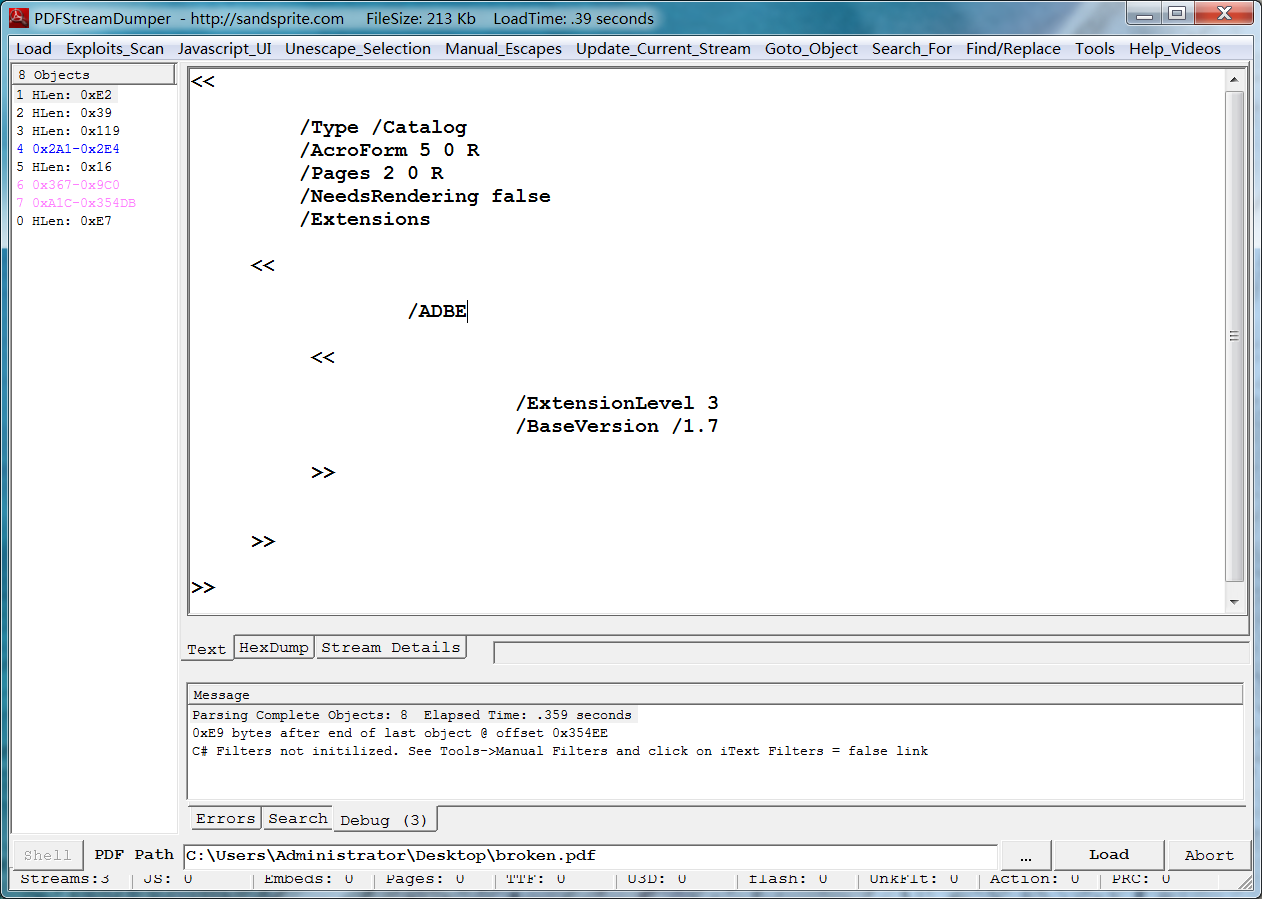 PDFStreamDumper - http://sandsprite.com FileSize: 213 Kb LoadTime: .39 seconds
Load Exploits_Scan Javascript_UI Unescape_Selection Manual_Escapes Update_Current_Stream Goto_Object Search_For Find/Replace Tools Help_Videos
8 Objects
1 HLen: 0xE2
2 HLen: 0x39
3 HLen: 0x119
4 0x2A1-0x2E4
5 HLen: 0x16
6 0x367-0x9C0
7 0xA1C-0x354DB
0 HLen: 0xE7
<<
/Type /Catalog
/AcroForm 5 0 R
/Pages 2 0 R
/NeedsRendering false
/Extensions
<<
/ADBE
<<
/ExtensionLevel 3
/BaseVersion /1.7
>>
>>
>>
Text HexDump Stream Details
Message
Parsing Complete Objects: 8 Elapsed Time: .359 seconds
0xE9 bytes after end of last object @ offset 0x354EE
C# Filters not initilized. See Tools->Manual Filters and click on iText Filters = false link
Errors Search Debug (3)
Shell PDF Path C:\Users\Administrator\Desktop\broken.pdf ... Load Abort
Streams:3 JS: 0 Embeds: 0 Pages: 0 TTF: 0 U3D: 0 flash: 0 UnkFlt: 0 Action: 0 PRC: 0